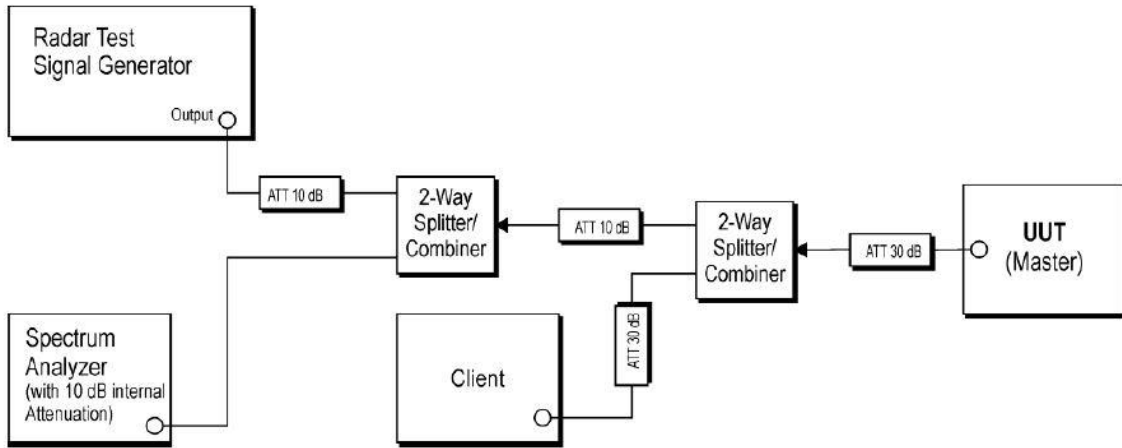 Radar Test
Signal Generator
Output
ATT 10 dB
2-Way
Splitter/
Combiner
ATT 10 dB
2-Way
Splitter/
Combiner
ATT 30 dB
UUT
(Master)
Spectrum
Analyzer
(with 10 dB internal
Attenuation)
Client
ATT 30 dB